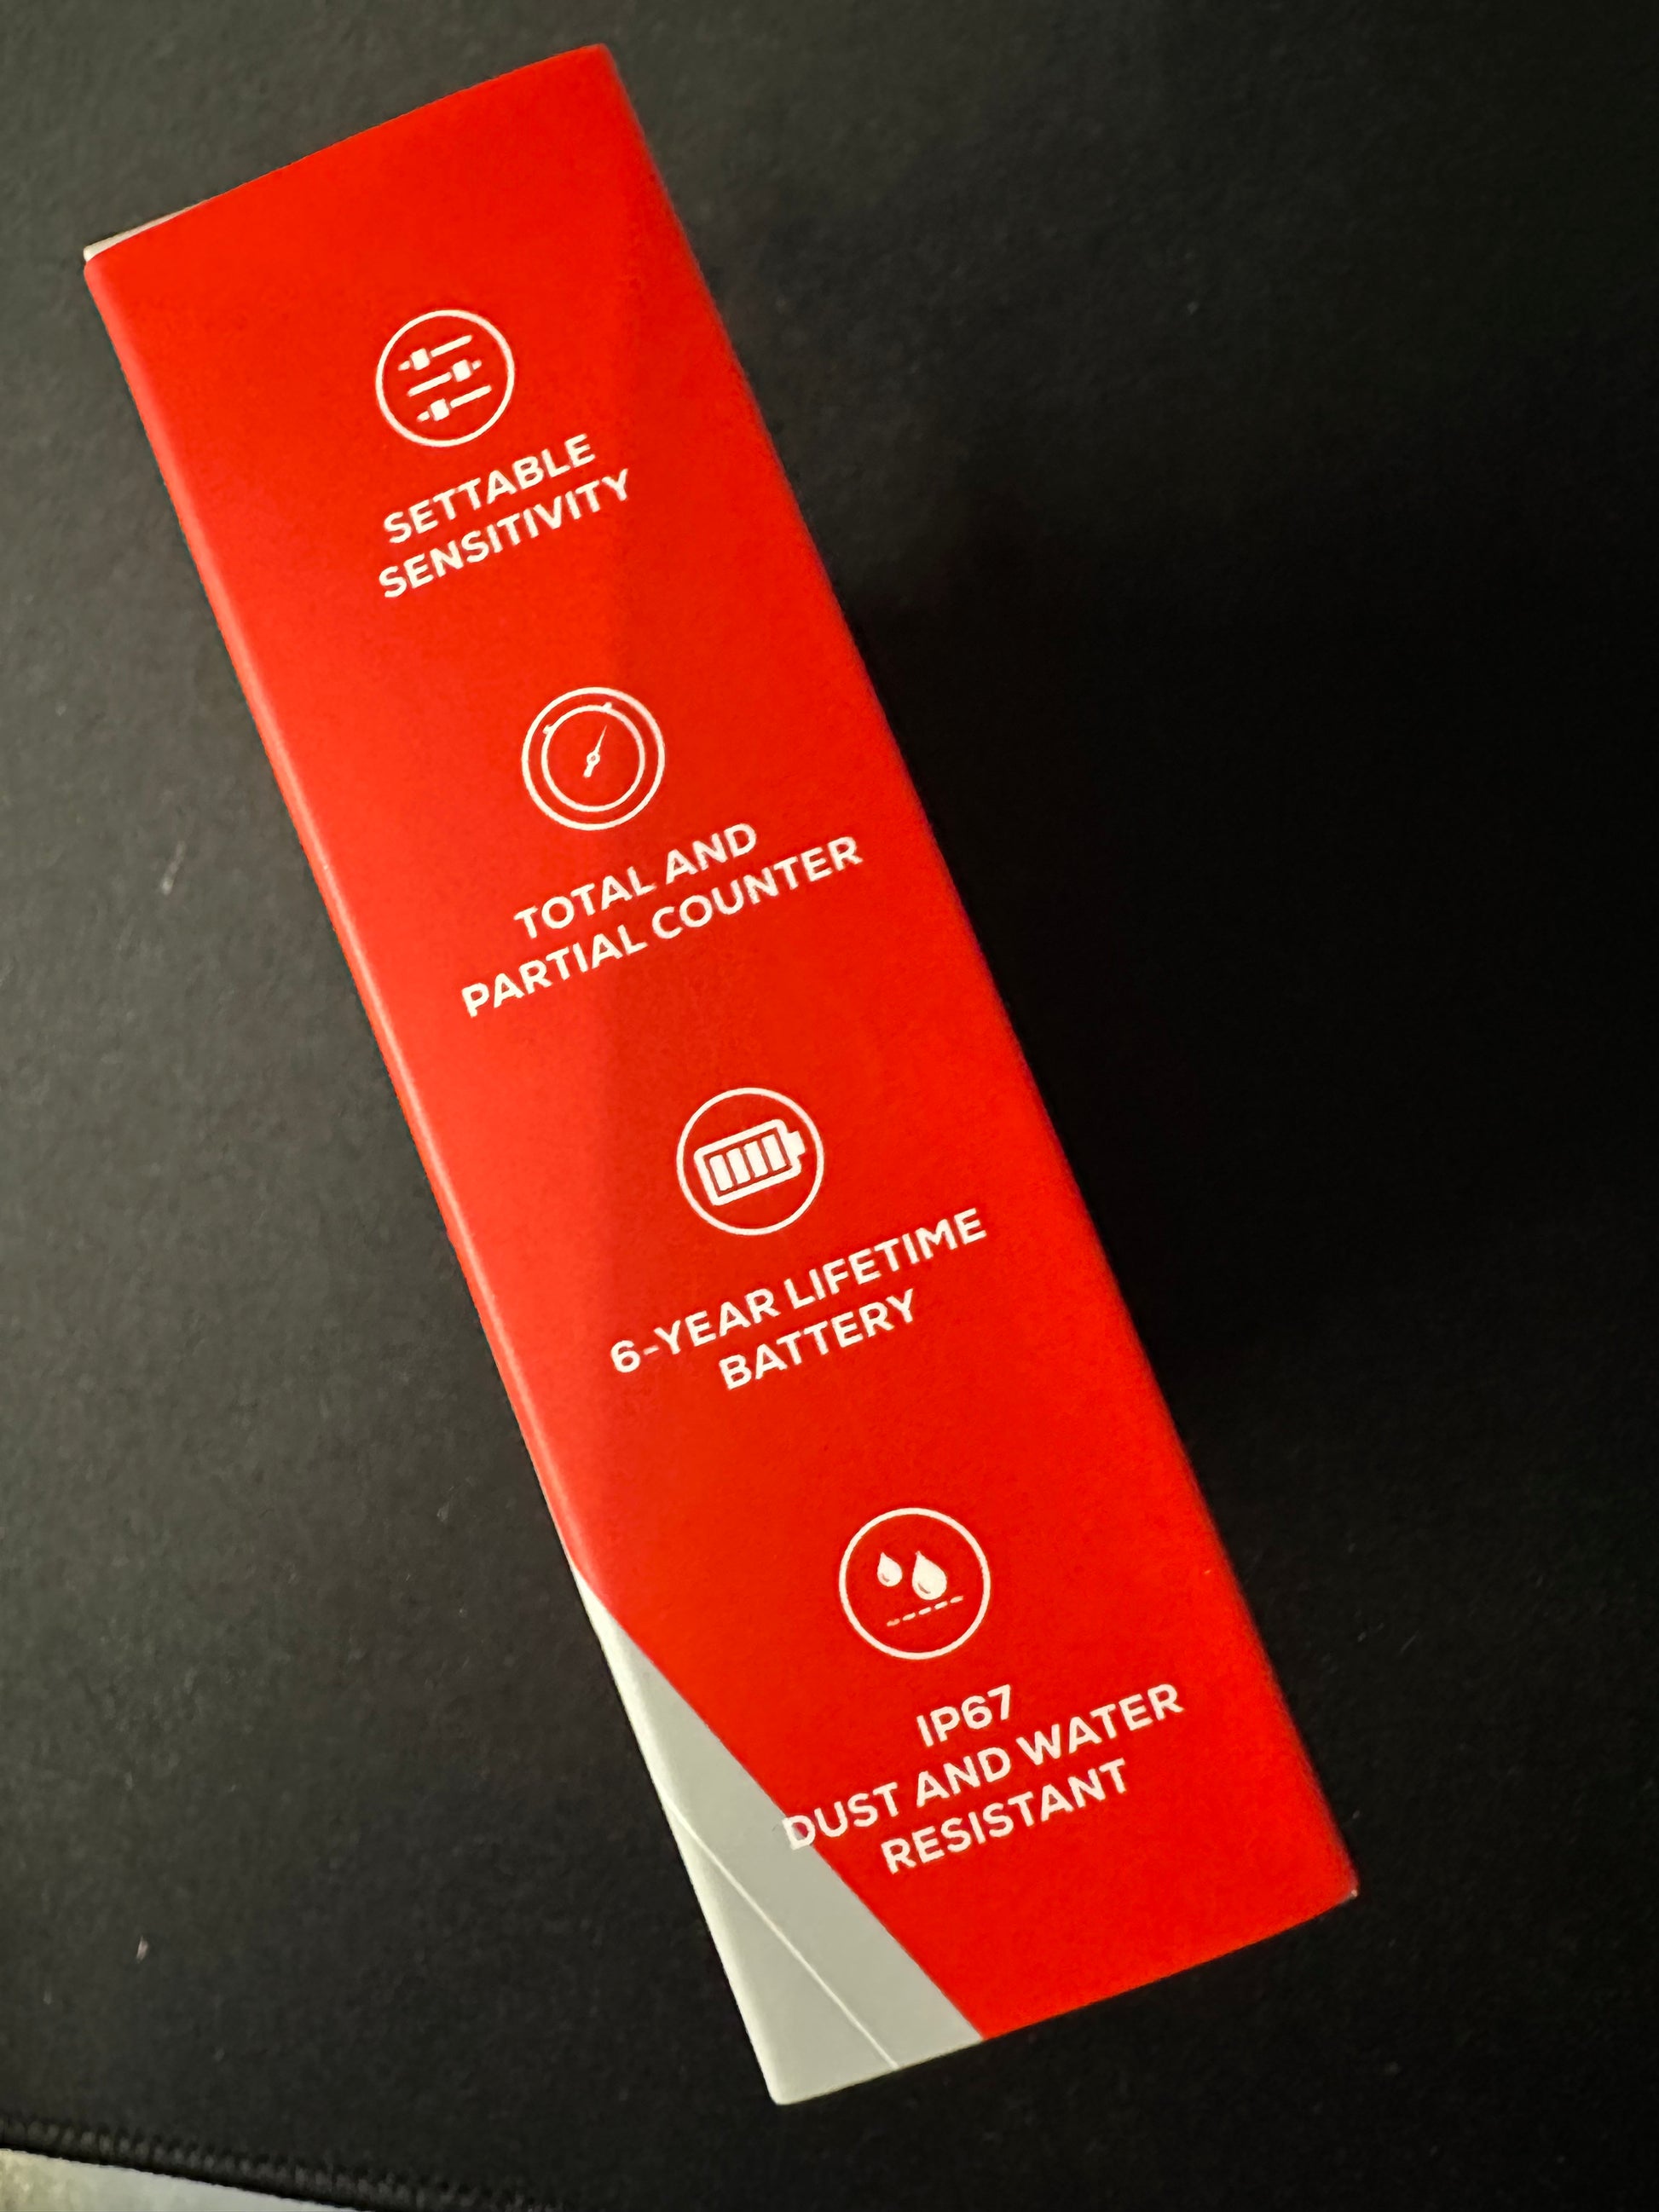 SETTABLE
SENSITIVITY
TOTAL AND
PARTIAL COUNTER
6-YEAR LIFETIME
BATTERY
IP67
DUST AND WATER
RESISTANT